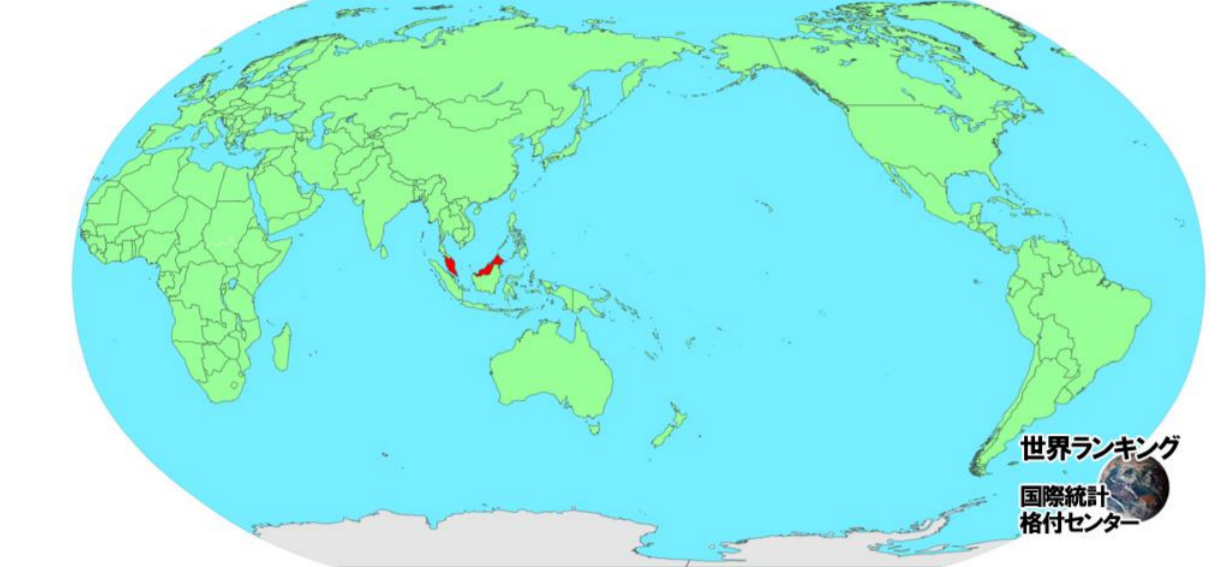 世界ランキング
国際統計
格付センター